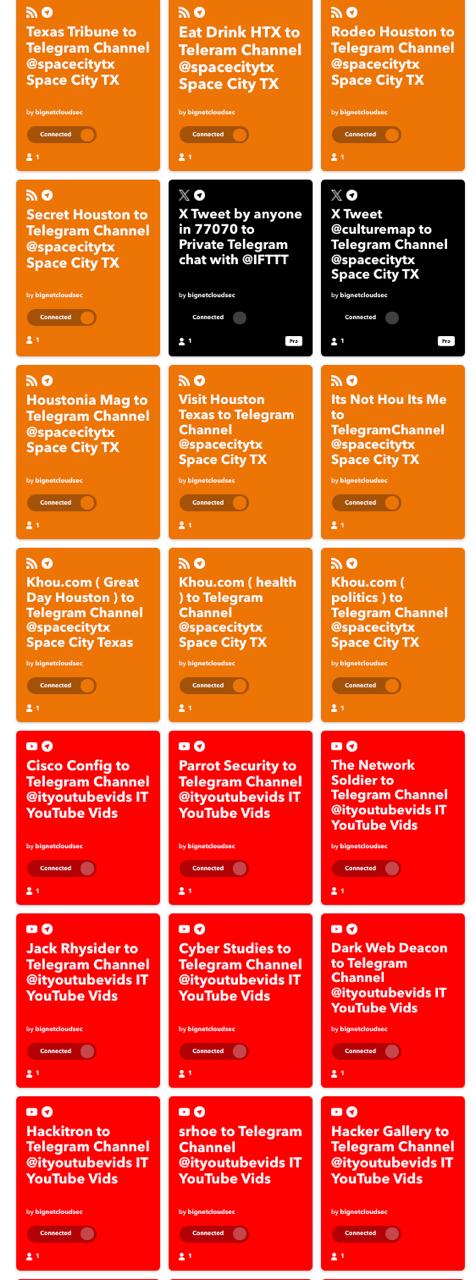 Texas Tribune to
Telegram Channel
@spacecitytx
Space City TX
by bignetcloudsec
Connected
1
Eat Drink HTX to
Teleram Channel
@spacecitytx
Space City TX
by bignetcloudsec
Connected
1
Rodeo Houston to
Telegram Channel
@spacecitytx
Space City TX
by bignetcloudsec
Connected
1
Secret Houston to
Telegram Channel
@spacecitytx
Space City TX
by bignetcloudsec
Connected
1
X Tweet by anyone
in 77070 to
Private Telegram
chat with @IFTTT
by bignetcloudsec
Connected
1
Pro
X Tweet
@culturemap to
Telegram Channel
@spacecitytx
Space City TX
by bignetcloudsec
Connected
1
Pro
Houstonia Mag to
Telegram Channel
@spacecitytx
Space City TX
by bignetcloudsec
Connected
1
Visit Houston
Texas to Telegram
Channel
@spacecitytx
Space City TX
by bignetcloudsec
Connected
1
Its Not Hou Its Me
to
TelegramChannel
@spacecitytx
Space City TX
by bignetcloudsec
Connected
1
Khou.com ( Great
Day Houston ) to
Telegram Channel
@spacecitytx
Space City Texas
by bignetcloudsec
Connected
1
Khou.com ( health
) to Telegram
Channel
@spacecitytx
Space City TX
by bignetcloudsec
Connected
1
Khou.com (
politics ) to
Telegram Channel
@spacecitytx
Space City TX
by bignetcloudsec
Connected
1
Cisco Config to
Telegram Channel
@ityoutubevids IT
YouTube Vids
by bignetcloudsec
Connected
1
Parrot Security to
Telegram Channel
@ityoutubevids IT
YouTube Vids
by bignetcloudsec
Connected
1
The Network
Soldier to
Telegram Channel
@ityoutubevids IT
YouTube Vids
by bignetcloudsec
Connected
1
Jack Rhysider to
Telegram Channel
@ityoutubevids IT
YouTube Vids
by bignetcloudsec
Connected
1
Cyber Studies to
Telegram Channel
@ityoutubevids IT
YouTube Vids
by bignetcloudsec
Connected
1
Dark Web Deacon
to Telegram
Channel
@ityoutubevids IT
YouTube Vids
by bignetcloudsec
Connected
1
Hackitron to
Telegram Channel
@ityoutubevids IT
YouTube Vids
by bignetcloudsec
Connected
1
srhoe to Telegram
Channel
@ityoutubevids IT
YouTube Vids
by bignetcloudsec
Connected
1
Hacker Gallery to
Telegram Channel
@ityoutubevids IT
YouTube Vids
by bignetcloudsec
Connected
1